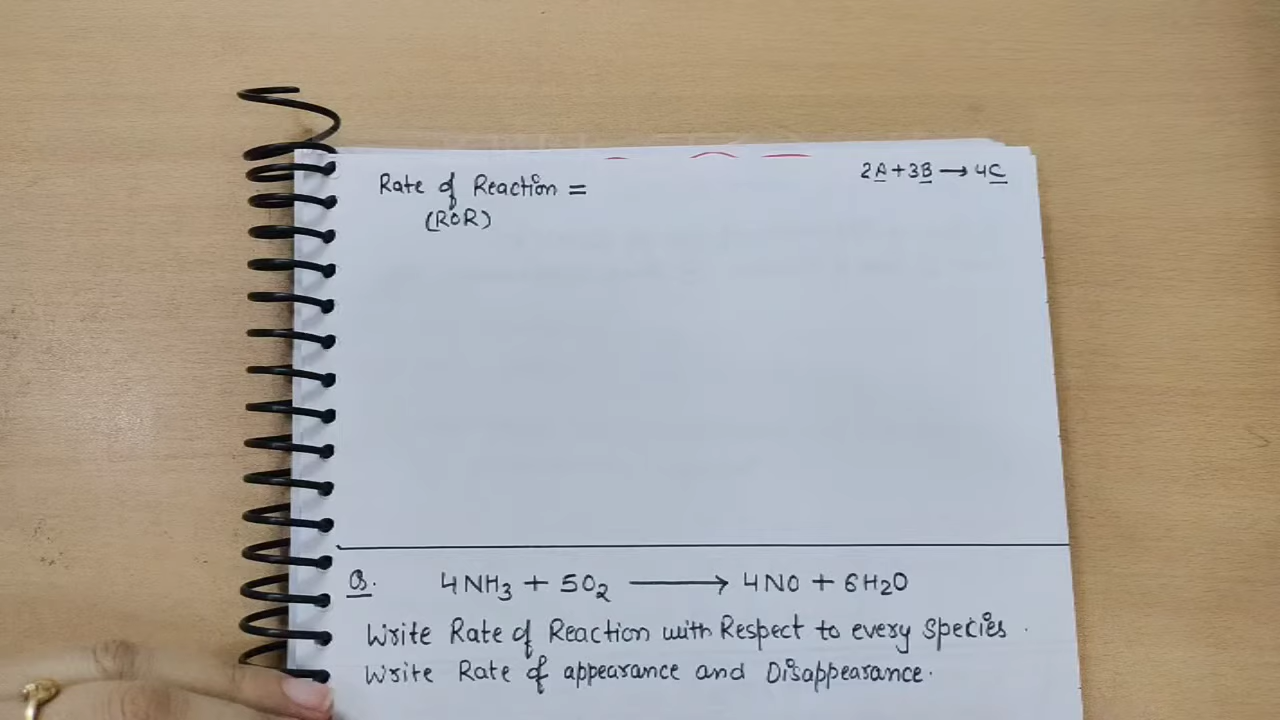 Rate of Reaction =
(ROR)
2A + 3B ⟶ 4C
Q. 4NH₃ + 5O₂ ⟶ 4NO + 6H₂O
Write Rate of Reaction with Respect to every species.
Write Rate of appearance and Disappearance.